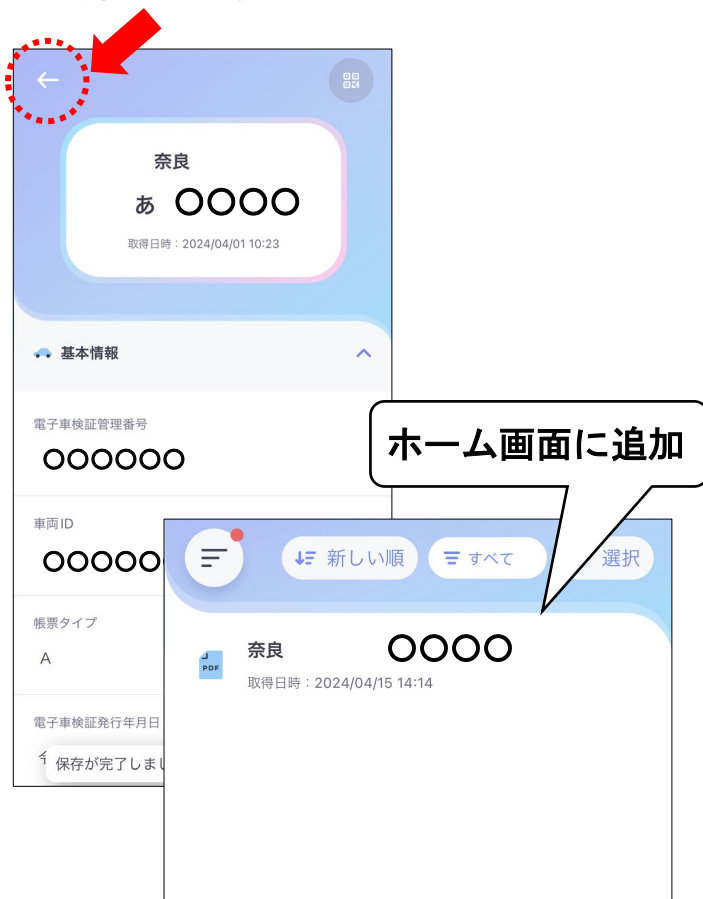 奈良
あ 〇〇〇〇
取得日時：2024/04/01 10:23
基本情報
電子車検証管理番号
〇〇〇〇〇〇
車両ID
〇〇〇〇〇
帳票タイプ
A
電子車検証発行年月日
保存が完了しまし
ホーム画面に追加
新しい順
すべて
選択
PDF
奈良 〇〇〇〇
取得日時：2024/04/15 14:14